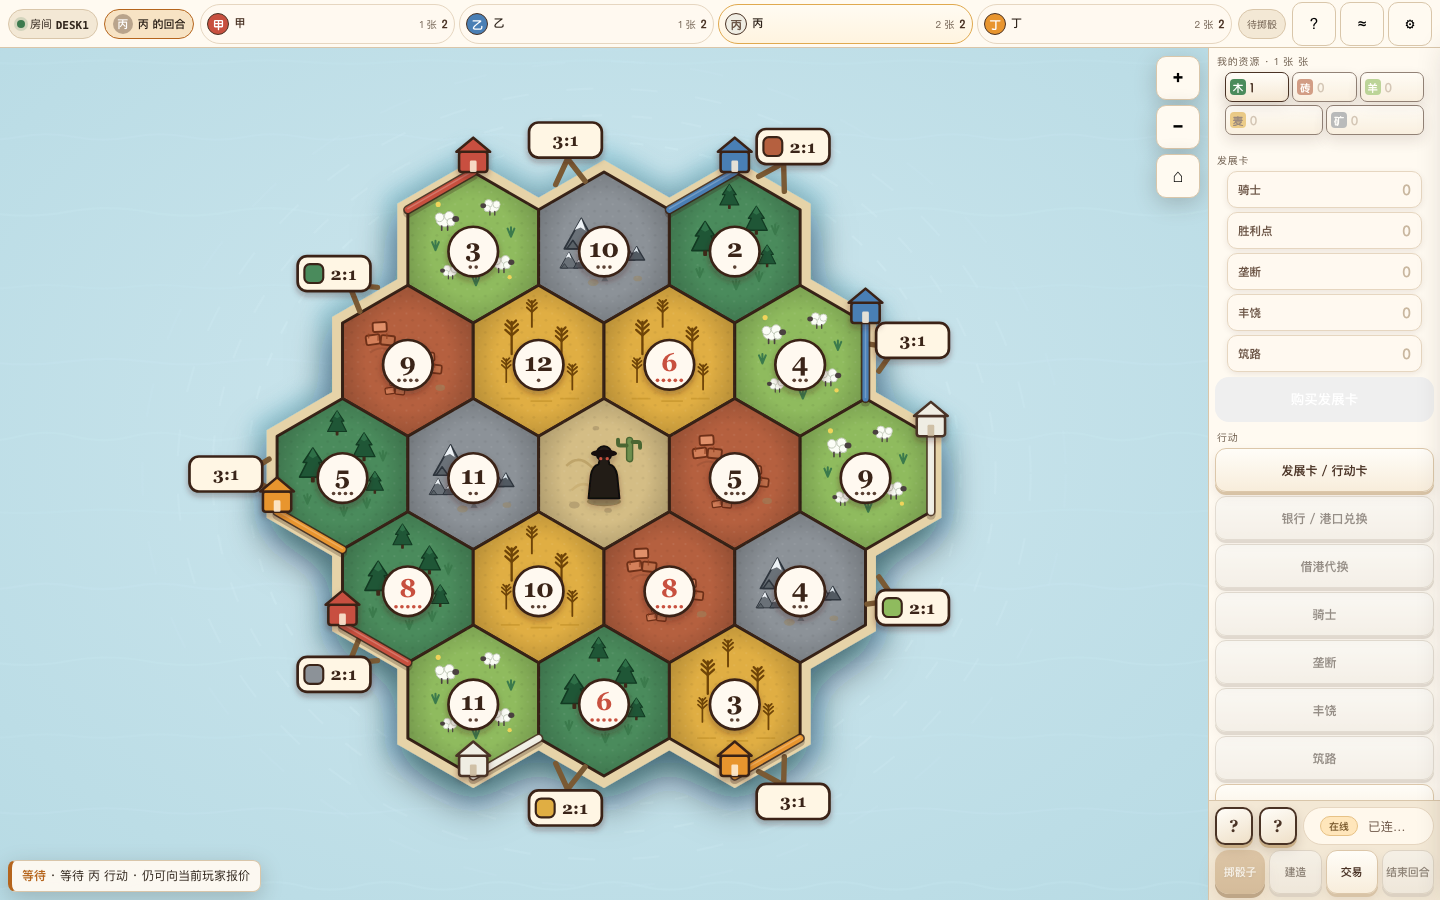 房间 DESK1
丙 丙 的回合
甲 甲 1 张 2
乙 乙 1 张 2
丙 丙 2 张 2
丁 丁 2 张 2
待掷骰
?
≈
⚙
+
−
⌂
3:1
2:1
3
10
2
2:1
9
12
6
4
3:1
3:1
5
11
5
9
8
10
8
4
2:1
2:1
11
6
3
2:1
3:1
等待 · 等待 丙 行动 · 仍可向当前玩家报价
我的资源 · 1 张 张
木 1
砖 0
羊 0
麦 0
矿 0
发展卡
骑士 0
胜利点 0
垄断 0
丰饶 0
筑路 0
购买发展卡
行动
发展卡 / 行动卡
银行 / 港口兑换
借港代换
骑士
垄断
丰饶
筑路
?
?
在线 已连…
掷骰子
建造
交易
结束回合